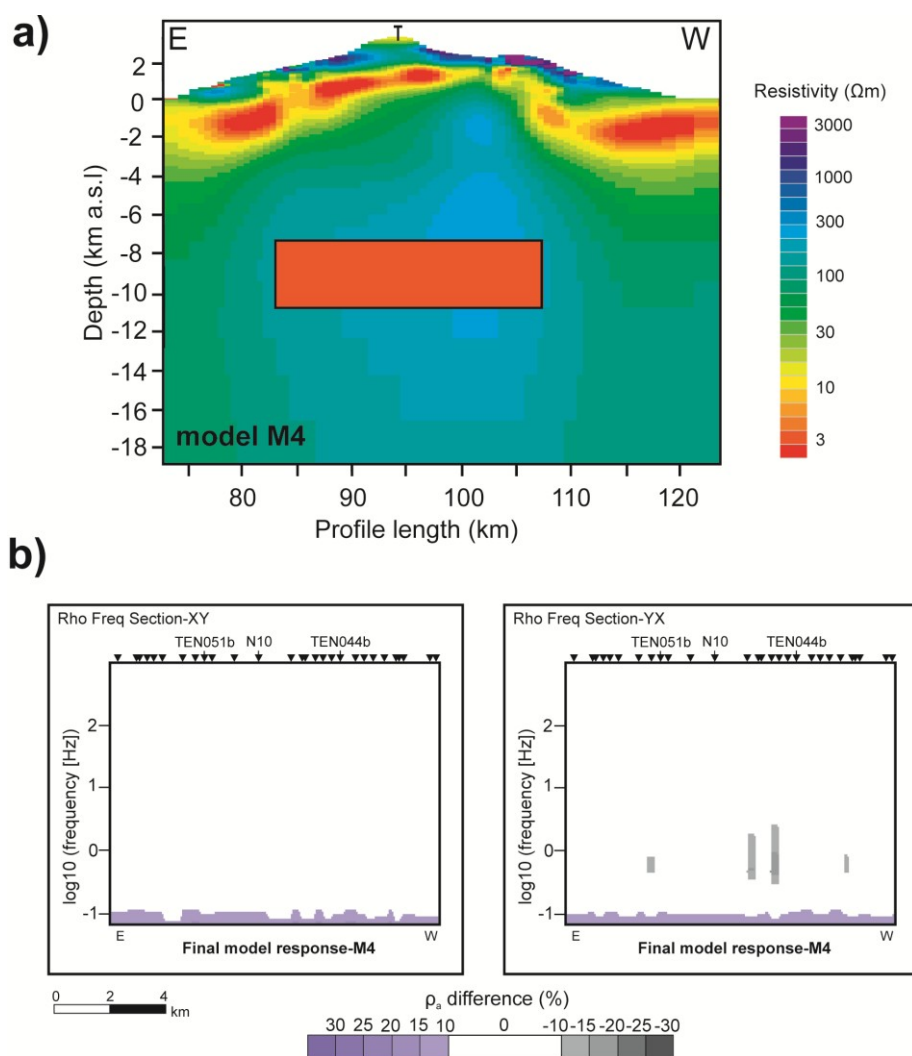 a)
E
T
W
2
0
-2
-4
-6
-8
-10
-12
-14
-16
-18
Depth (km a.s.l)
model M4
80
90
100
110
120
Profile length (km)
Resistivity (Ωm)
3000
1000
300
100
30
10
3
b)
Rho Freq Section-XY
TEN051b N10 TEN044b
log10 (frequency [Hz])
2
1
0
-1
E W
Final model response-M4
Rho Freq Section-YX
TEN051b N10 TEN044b
log10 (frequency [Hz])
2
1
0
-1
E W
Final model response-M4
0 2 4
km
ρa difference (%)
30 25 20 15 10 0 -10 -15 -20 -25 -30